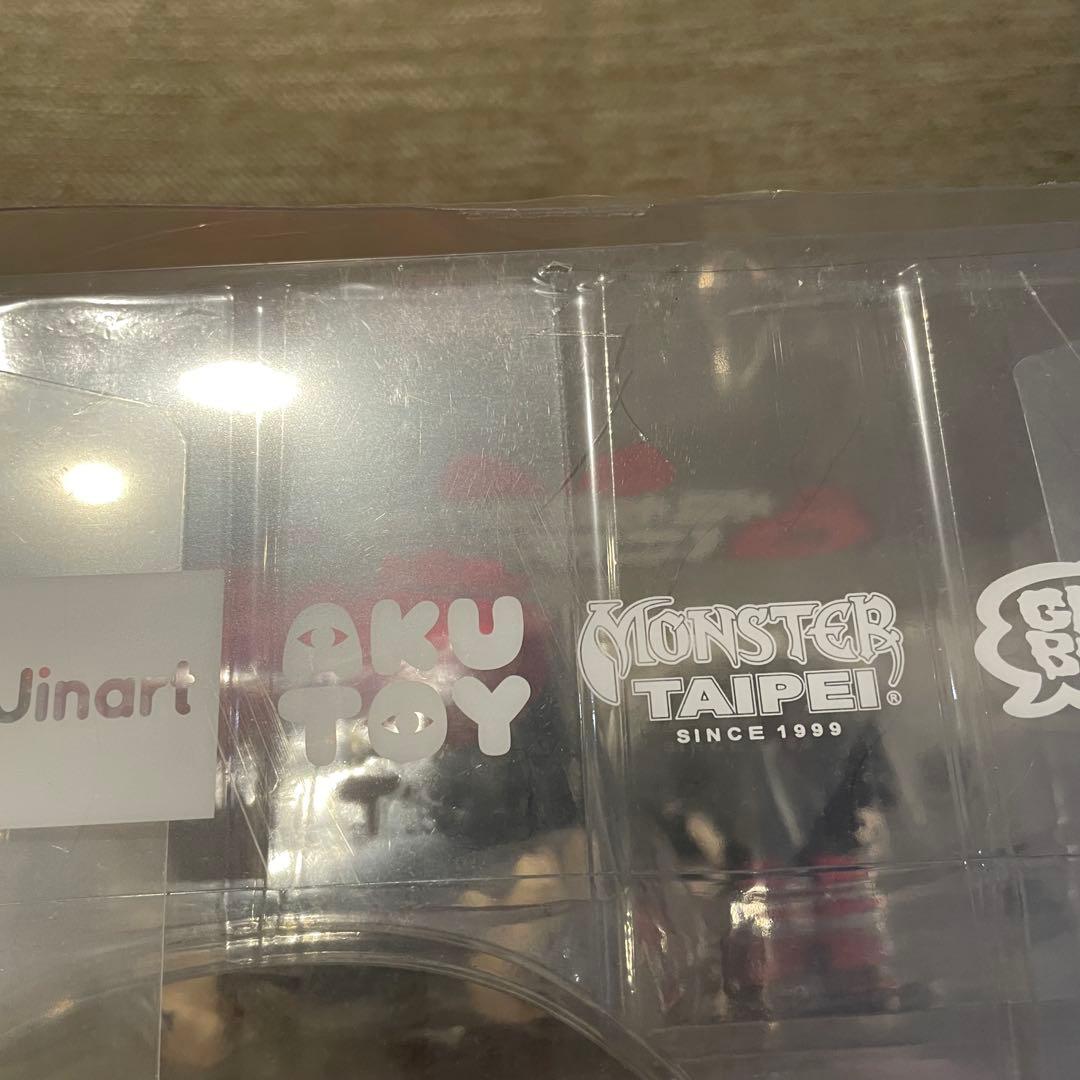 Jinart
AKU
TOY
MONSTER
TAIPEI®
SINCE 1999